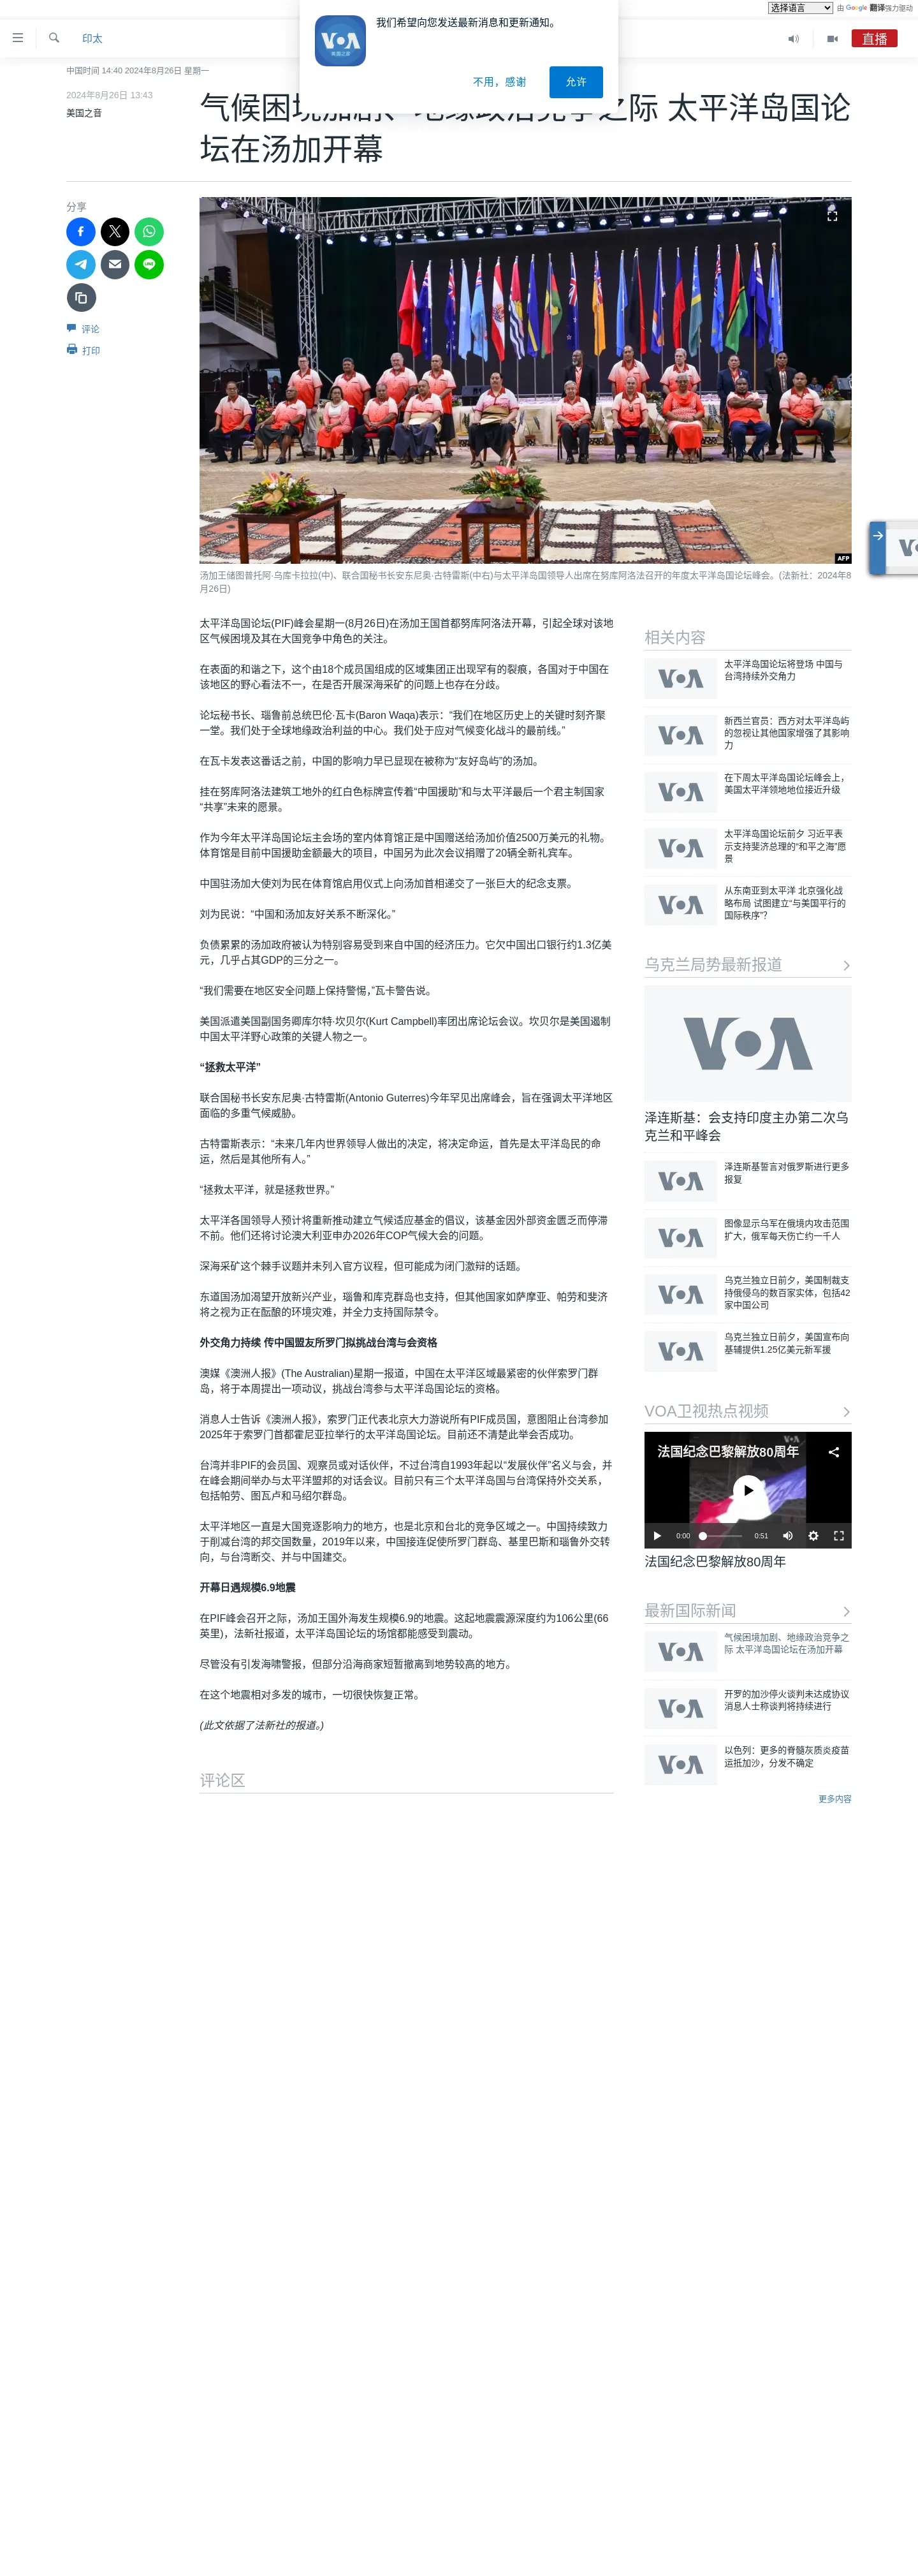 选择语言
由 Google 翻译强力驱动
我们希望向您发送最新消息和更新通知。
VOA
美国之音
不用，感谢
允许
印太
直播
中国时间 14:40 2024年8月26日 星期一
2024年8月26日 13:43
美国之音
之际 太平洋岛国论
坛在汤加开幕
分享
评论
打印
AFP
汤加王储图普托阿·乌库卡拉拉(中)、联合国秘书长安东尼奥·古特雷斯(中右)与太平洋岛国领导人出席在努库阿洛法召开的年度太平洋岛国论坛峰会。(法新社：2024年8
月26日)
太平洋岛国论坛(PIF)峰会星期一(8月26日)在汤加王国首都努库阿洛法开幕，引起全球对该地
区气候困境及其在大国竞争中角色的关注。
在表面的和谐之下，这个由18个成员国组成的区域集团正出现罕有的裂痕，各国对于中国在
该地区的野心看法不一，在是否开展深海采矿的问题上也存在分歧。
论坛秘书长、瑙鲁前总统巴伦·瓦卡(Baron Waqa)表示：“我们在地区历史上的关键时刻齐聚
一堂。我们处于全球地缘政治利益的中心。我们处于应对气候变化战斗的最前线。”
在瓦卡发表这番话之前，中国的影响力早已显现在被称为“友好岛屿”的汤加。
挂在努库阿洛法建筑工地外的红白色标牌宣传着“中国援助”和与太平洋最后一个君主制国家
“共享”未来的愿景。
作为今年太平洋岛国论坛主会场的室内体育馆正是中国赠送给汤加价值2500万美元的礼物。
体育馆是目前中国援助金额最大的项目，中国另为此次会议捐赠了20辆全新礼宾车。
中国驻汤加大使刘为民在体育馆启用仪式上向汤加首相递交了一张巨大的纪念支票。
刘为民说：“中国和汤加友好关系不断深化。”
负债累累的汤加政府被认为特别容易受到来自中国的经济压力。它欠中国出口银行约1.3亿美
元，几乎占其GDP的三分之一。
“我们需要在地区安全问题上保持警惕，”瓦卡警告说。
美国派遣美国副国务卿库尔特·坎贝尔(Kurt Campbell)率团出席论坛会议。坎贝尔是美国遏制
中国太平洋野心政策的关键人物之一。
“拯救太平洋”
联合国秘书长安东尼奥·古特雷斯(Antonio Guterres)今年罕见出席峰会，旨在强调太平洋地区
面临的多重气候威胁。
古特雷斯表示：“未来几年内世界领导人做出的决定，将决定命运，首先是太平洋岛民的命
运，然后是其他所有人。”
“拯救太平洋，就是拯救世界。”
太平洋各国领导人预计将重新推动建立气候适应基金的倡议，该基金因外部资金匮乏而停滞
不前。他们还将讨论澳大利亚申办2026年COP气候大会的问题。
深海采矿这个棘手议题并未列入官方议程，但可能成为闭门激辩的话题。
东道国汤加渴望开放新兴产业，瑙鲁和库克群岛也支持，但其他国家如萨摩亚、帕劳和斐济
将之视为正在酝酿的环境灾难，并全力支持国际禁令。
外交角力持续 传中国盟友所罗门拟挑战台湾与会资格
澳媒《澳洲人报》(The Australian)星期一报道，中国在太平洋区域最紧密的伙伴索罗门群
岛，将于本周提出一项动议，挑战台湾参与太平洋岛国论坛的资格。
消息人士告诉《澳洲人报》，索罗门正代表北京大力游说所有PIF成员国，意图阻止台湾参加
2025年于索罗门首都霍尼亚拉举行的太平洋岛国论坛。目前还不清楚此举会否成功。
台湾并非PIF的会员国、观察员或对话伙伴，不过台湾自1993年起以“发展伙伴”名义与会，并
在峰会期间举办与太平洋盟邦的对话会议。目前只有三个太平洋岛国与台湾保持外交关系，
包括帕劳、图瓦卢和马绍尔群岛。
太平洋地区一直是大国竞逐影响力的地方，也是北京和台北的竞争区域之一。中国持续致力
于削减台湾的邦交国数量，2019年以来，中国接连促使所罗门群岛、基里巴斯和瑙鲁外交转
向，与台湾断交、并与中国建交。
开幕日遇规模6.9地震
在PIF峰会召开之际，汤加王国外海发生规模6.9的地震。这起地震震源深度约为106公里(66
英里)，法新社报道，太平洋岛国论坛的场馆都能感受到震动。
尽管没有引发海啸警报，但部分沿海商家短暂撤离到地势较高的地方。
在这个地震相对多发的城市，一切很快恢复正常。
(此文依据了法新社的报道。)
评论区
相关内容
VOA
太平洋岛国论坛将登场 中国与
台湾持续外交角力
VOA
新西兰官员：西方对太平洋岛屿
的忽视让其他国家增强了其影响
力
VOA
在下周太平洋岛国论坛峰会上，
美国太平洋领地地位接近升级
VOA
太平洋岛国论坛前夕 习近平表
示支持斐济总理的“和平之海”愿
景
VOA
从东南亚到太平洋 北京强化战
略布局 试图建立“与美国平行的
国际秩序”？
乌克兰局势最新报道
VOA
泽连斯基：会支持印度主办第二次乌
克兰和平峰会
VOA
泽连斯基誓言对俄罗斯进行更多
报复
VOA
图像显示乌军在俄境内攻击范围
扩大，俄军每天伤亡约一千人
VOA
乌克兰独立日前夕，美国制裁支
持俄侵乌的数百家实体，包括42
家中国公司
VOA
乌克兰独立日前夕，美国宣布向
基辅提供1.25亿美元新军援
VOA卫视热点视频
VOA
法国纪念巴黎解放80周年
0:00
0:51
法国纪念巴黎解放80周年
最新国际新闻
VOA
气候困境加剧、地缘政治竞争之
际 太平洋岛国论坛在汤加开幕
VOA
开罗的加沙停火谈判未达成协议
消息人士称谈判将持续进行
VOA
以色列：更多的脊髓灰质炎疫苗
运抵加沙，分发不确定
更多内容